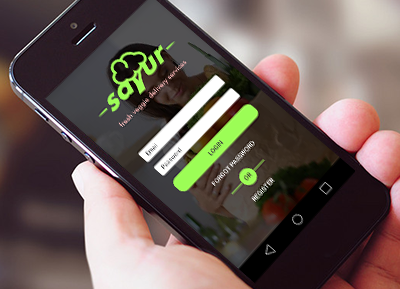 sayur
fresh veggie delivery services
Email
Password
LOGIN
FORGOT PASSWORD
OR
REGISTER